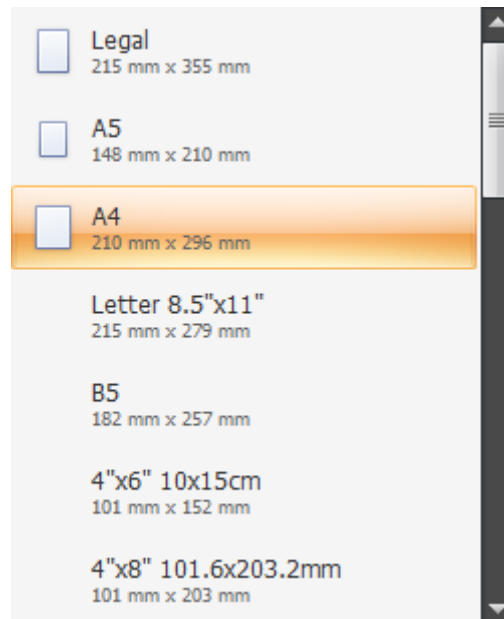 Legal
215 mm x 355 mm
A5
148 mm x 210 mm
A4
210 mm x 296 mm
Letter 8.5"x11"
215 mm x 279 mm
B5
182 mm x 257 mm
4"x6" 10x15cm
101 mm x 152 mm
4"x8" 101.6x203.2mm
101 mm x 203 mm